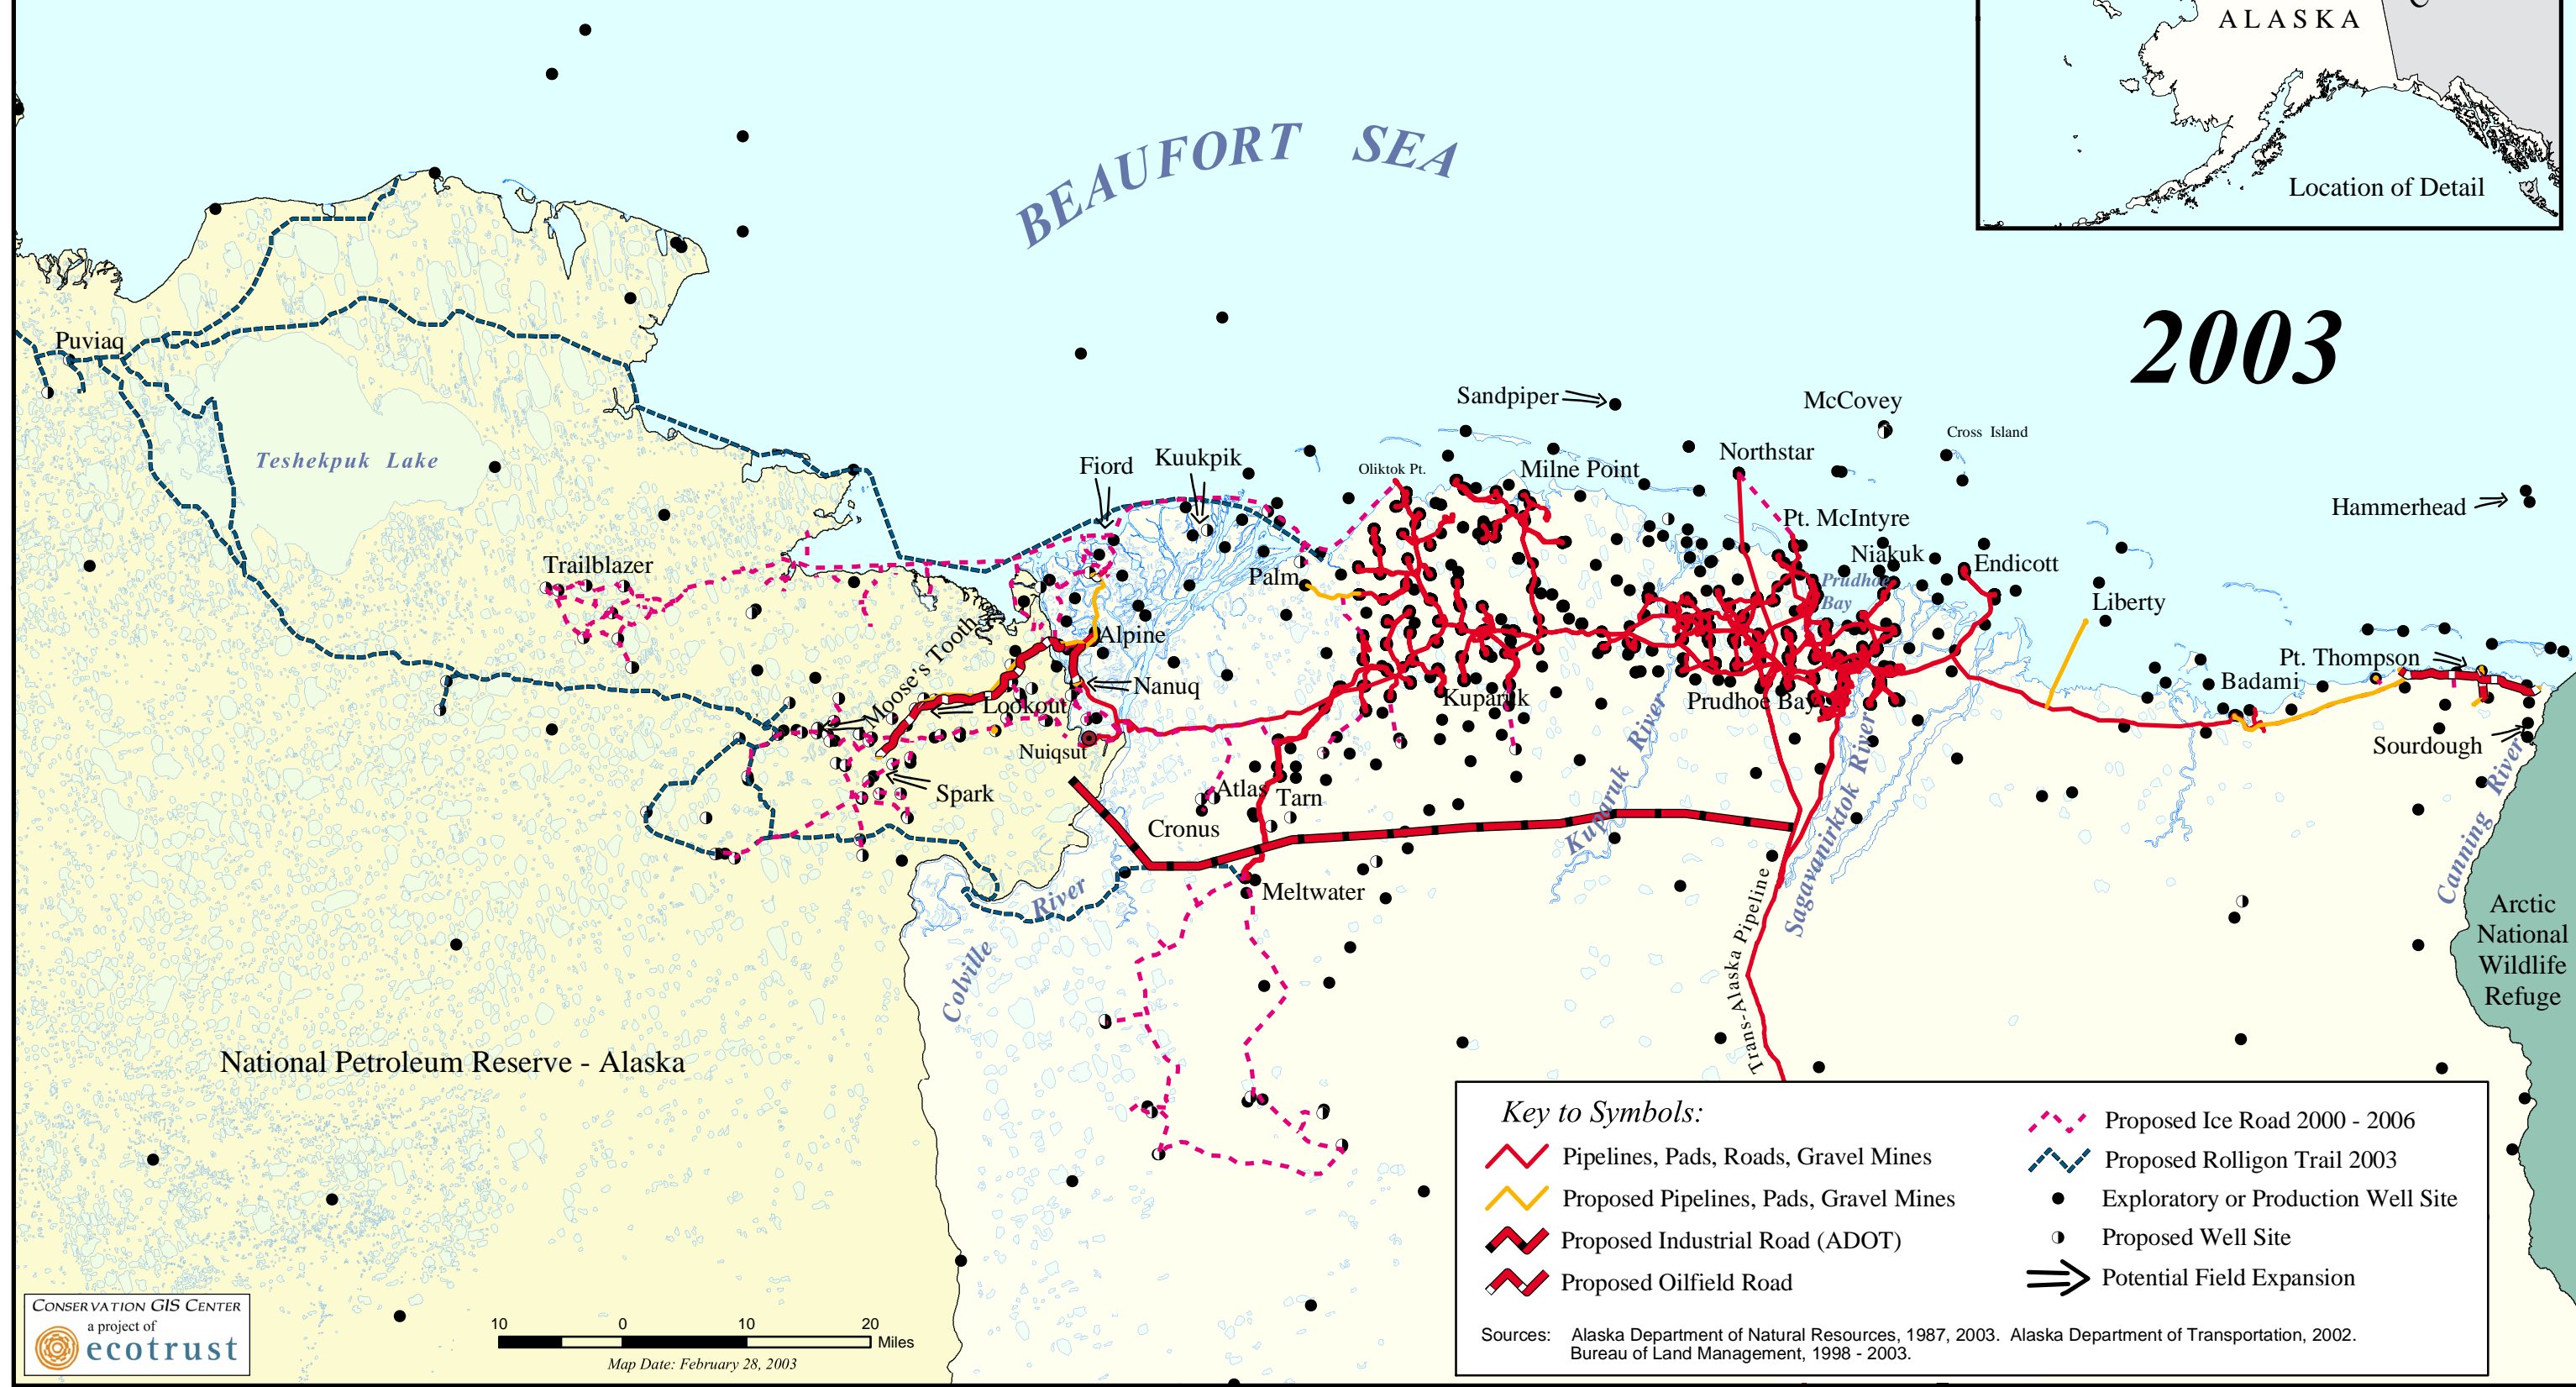 ALASKA
Location of Detail
BEAUFORT SEA
2003
Puviaq
Teshekpuk Lake
Trailblazer
Sandpiper
McCovey
Cross Island
Northstar
Fiord
Kuukpik
Oliktok Pt.
Milne Point
Hammerhead
Pt. McIntyre
Niakuk
Endicott
Prudhoe
Bay
Palm
Liberty
Alpine
Moose's Tooth
Nanuq
Lookout
Nuiqsut
Spark
Kuparuk
Prudhoe Bay
Pt. Thompson
Badami
Sourdough
Atlas
Tarn
Cronus
Meltwater
Kuparuk River
Sagavanirktok River
Canning River
Colville River
Trans-Alaska Pipeline
Arctic
National
Wildlife
Refuge
National Petroleum Reserve - Alaska
Key to Symbols:
Pipelines, Pads, Roads, Gravel Mines
Proposed Pipelines, Pads, Gravel Mines
Proposed Industrial Road (ADOT)
Proposed Oilfield Road
Proposed Ice Road 2000 - 2006
Proposed Rolligon Trail 2003
Exploratory or Production Well Site
Proposed Well Site
Potential Field Expansion
Sources: Alaska Department of Natural Resources, 1987, 2003. Alaska Department of Transportation, 2002.
Bureau of Land Management, 1998 - 2003.
CONSERVATION GIS CENTER
a project of
ecotrust
10 0 10 20
Miles
Map Date: February 28, 2003